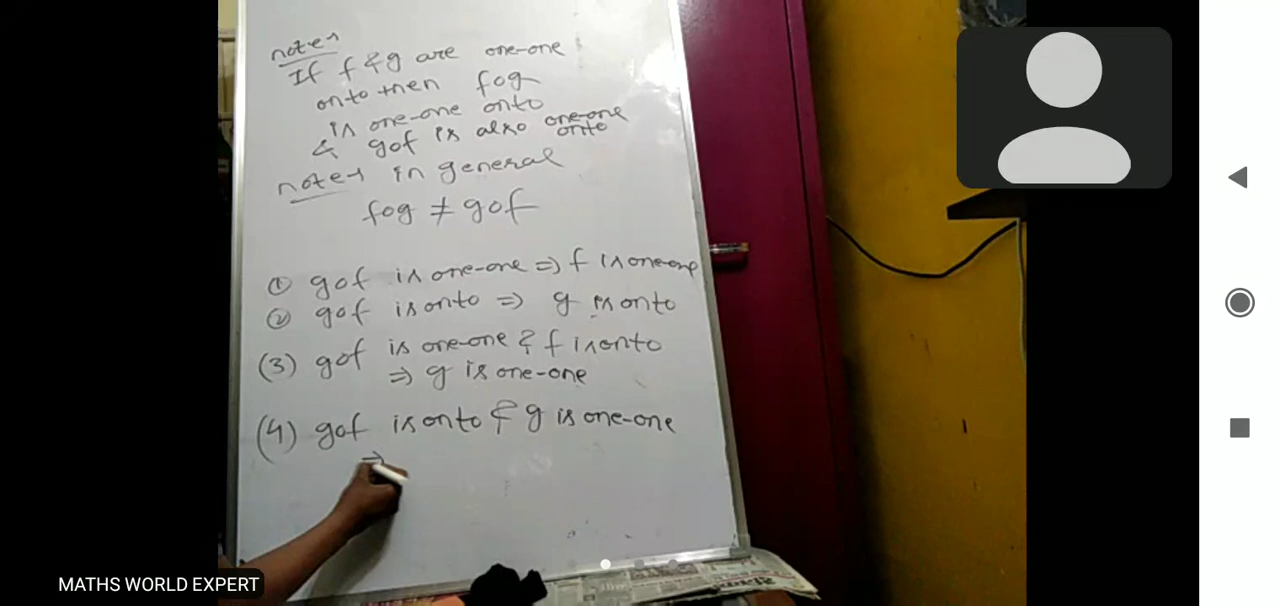 notes
If f & g are one-one
onto then fog
is one-one onto
& gof is also one-one
onto
notes in general
fog ≠ gof
① gof is one-one ⇒ f is one-one
② gof is onto ⇒ g is onto
(3) gof is one-one & f is onto
⇒ g is one-one
(4) gof is onto & g is one-one
⇒
MATHS WORLD EXPERT